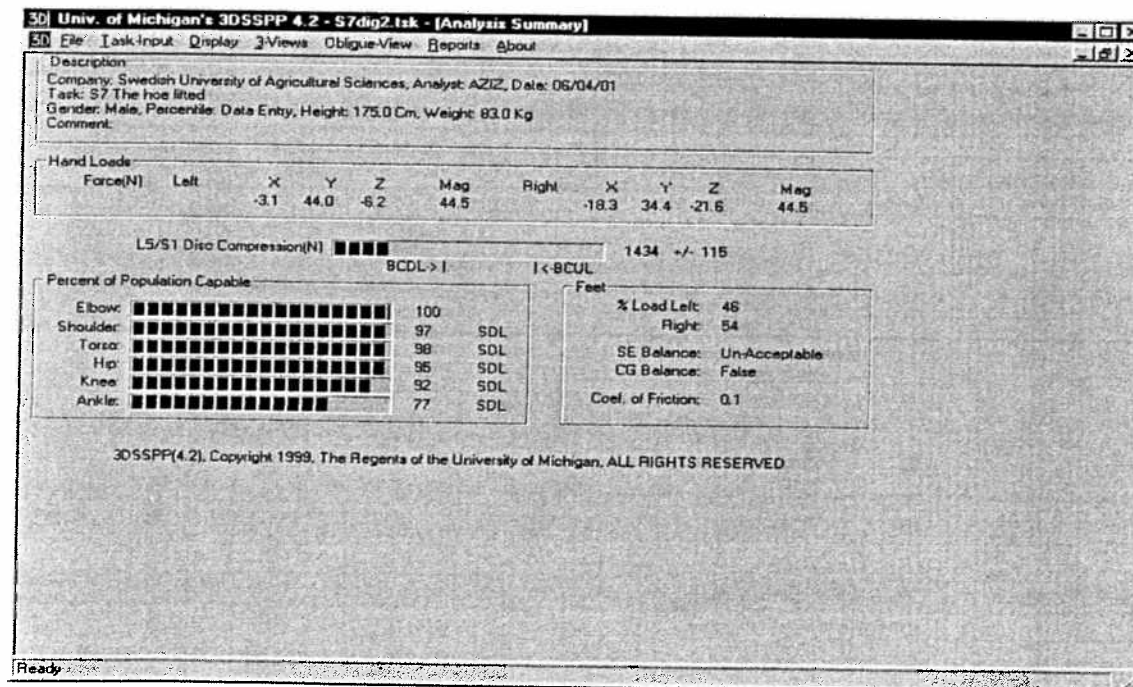 3D Univ. of Michigan's 3DSSPP 4.2 - S7dig2.tsk - [Analysis Summary]
3D File Task-Input Display 3-Views Oblique-View Reports About
Description
Company: Swedish University of Agricultural Sciences, Analyst: AZIZ, Date: 06/04/01
Task: S7 The hoe lifted
Gender: Male, Percentile: Data Entry, Height: 175.0 Cm, Weight: 83.0 Kg
Comment:
Hand Loads
Force(N) Left X Y Z Mag Right X Y Z Mag
-3.1 44.0 -6.2 44.5 -18.3 34.4 -21.6 44.5
L5/S1 Disc Compression(N) 1434 +/- 115
BCDL->| |<-BCUL
Percent of Population Capable
Elbow: 100
Shoulder: 97 SDL
Torso: 98 SDL
Hip: 95 SDL
Knee: 92 SDL
Ankle: 77 SDL
Feet
% Load Left: 46
Right: 54
SE Balance: Un-Acceptable
CG Balance: False
Coef. of Friction: 0.1
3DSSPP(4.2), Copyright 1999, The Regents of the University of Michigan, ALL RIGHTS RESERVED
Ready